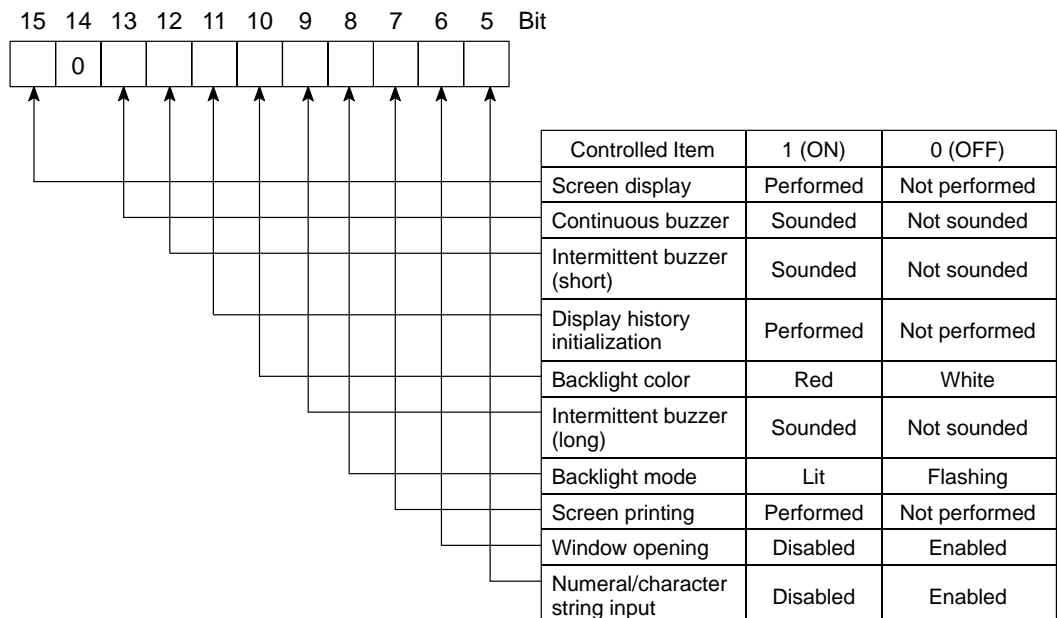 15 14 13 12 11 10 9 8 7 6 5 Bit
0
Controlled Item 1 (ON) 0 (OFF)
Screen display Performed Not performed
Continuous buzzer Sounded Not sounded
Intermittent buzzer
(short) Sounded Not sounded
Display history
initialization Performed Not performed
Backlight color Red White
Intermittent buzzer
(long) Sounded Not sounded
Backlight mode Lit Flashing
Screen printing Performed Not performed
Window opening Disabled Enabled
Numeral/character
string input Disabled Enabled